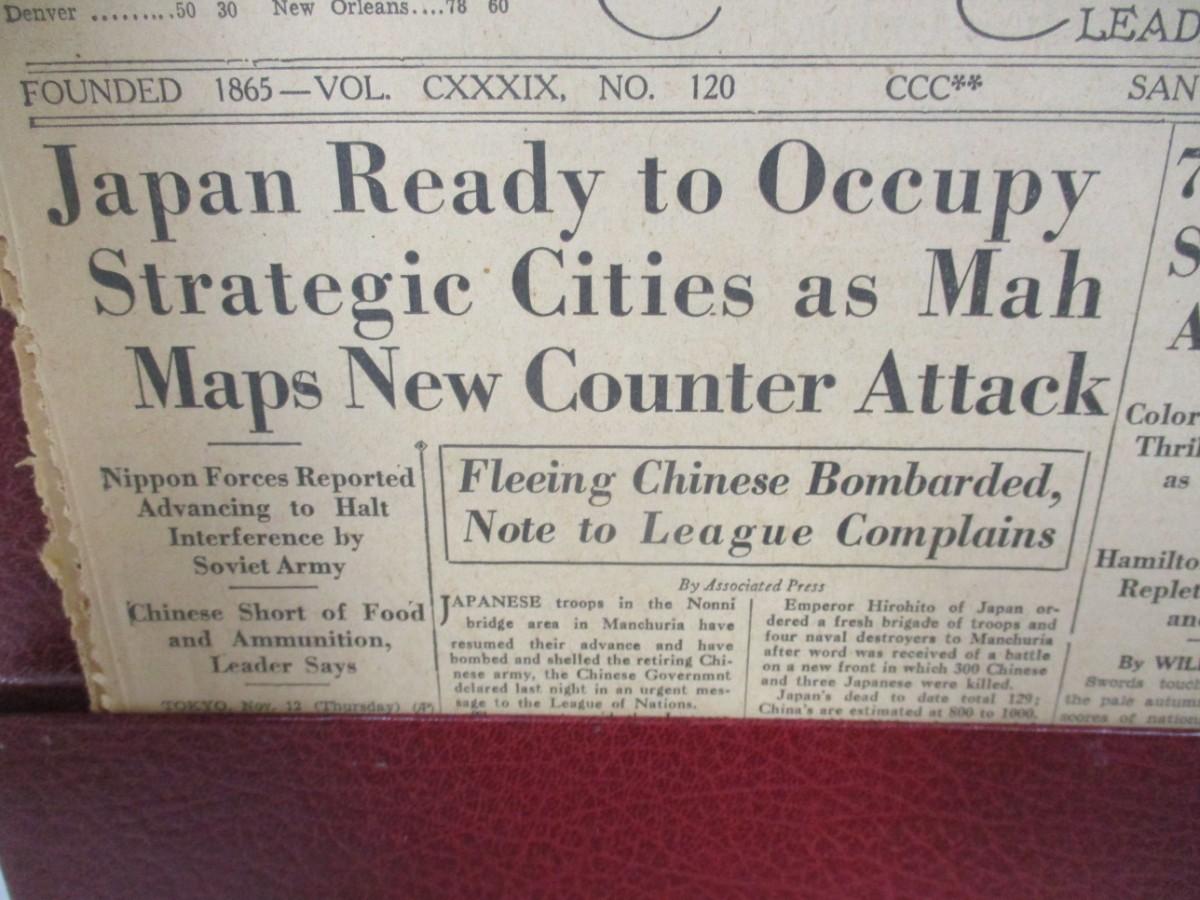 Denver .........50 30 New Orleans....78 60
LEAD
FOUNDED 1865—VOL. CXXXIX, NO. 120 CCC** SAN
Japan Ready to Occupy
Strategic Cities as Mah
Maps New Counter Attack
Nippon Forces Reported
Advancing to Halt
Interference by
Soviet Army
Chinese Short of Food
and Ammunition,
Leader Says
TOKYO, Nov. 12 (Thursday) (AP)
Fleeing Chinese Bombarded,
Note to League Complains
By Associated Press
JAPANESE troops in the Nonni
bridge area in Manchuria have
resumed their advance and have
bombed and shelled the retiring Chi-
nese army, the Chinese Governmnt
delared last night in an urgent mes-
sage to the League of Nations.
Emperor Hirohito of Japan or-
dered a fresh brigade of troops and
four naval destroyers to Manchuria
after word was received of a battle
on a new front in which 300 Chinese
and three Japanese were killed.
Japan's dead to date total 129;
China's are estimated at 800 to 1000.
7
S
A
Color
Thril
as
Hamilto
Replet
an
By WIL
Swords touch
the pale autum
scores of nation